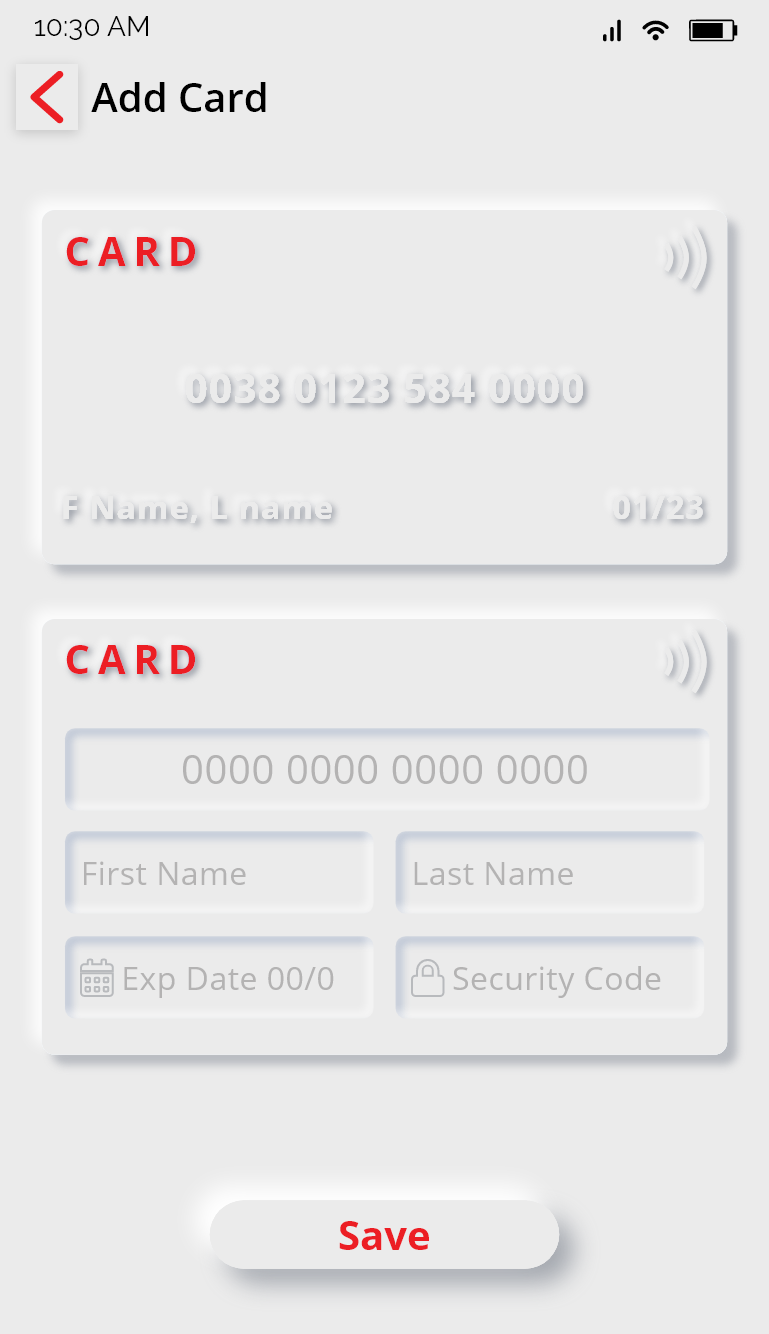 10:30 AM
Add Card
CARD
0038 0123 584 0000
F Name, L name
01/23
CARD
0000 0000 0000 0000
First Name
Last Name
Exp Date 00/0
Security Code
Save